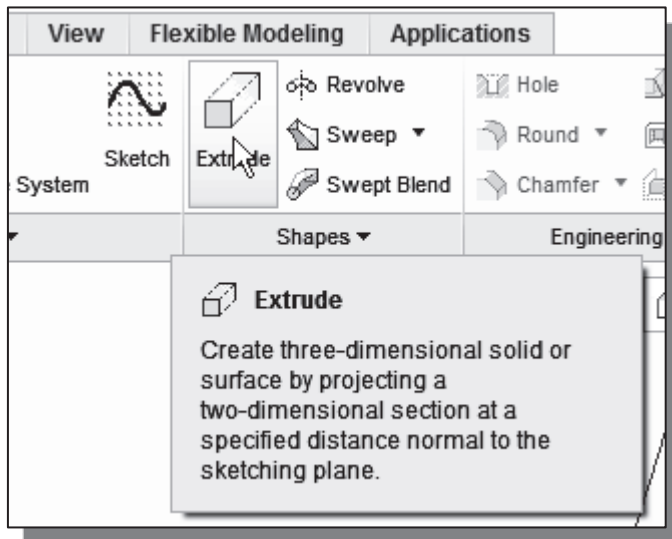 View Flexible Modeling Applications
Revolve Hole
Sweep Round
Sketch Extrude
System Swept Blend Chamfer
Shapes Engineering
Extrude
Create three-dimensional solid or
surface by projecting a
two-dimensional section at a
specified distance normal to the
sketching plane.